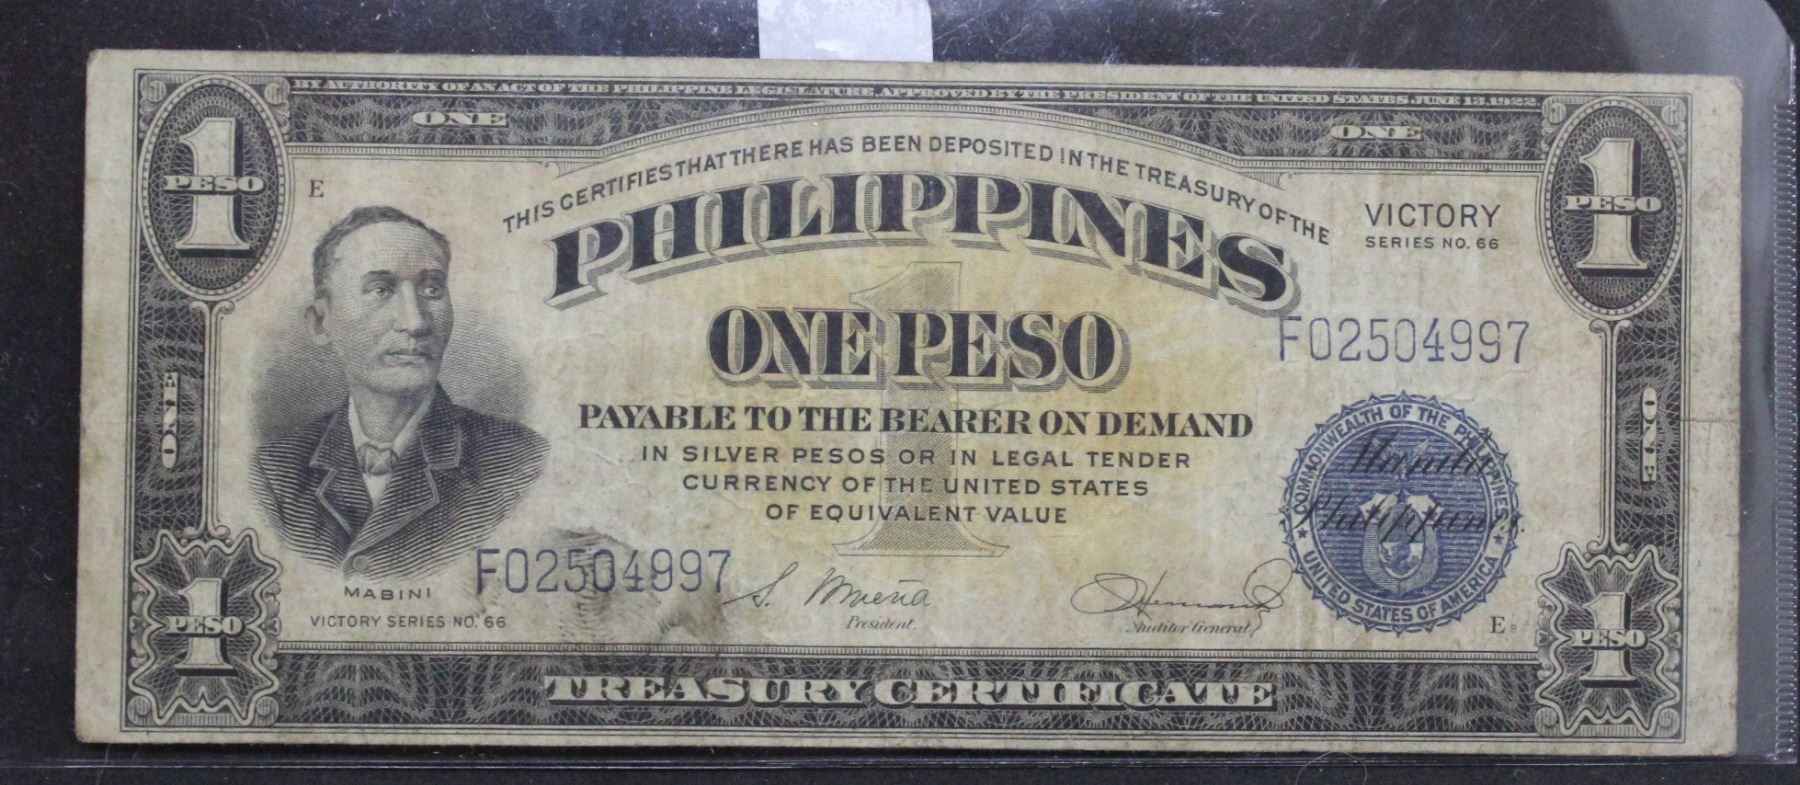 BY AUTHORITY OF AN ACT OF THE PHILIPPINE LEGISLATURE, APPROVED BY THE PRESIDENT OF THE UNITED STATES, JUNE 13, 1922.
ONE ONE
1 PESO
1 PESO
E
THIS CERTIFIES THAT THERE HAS BEEN DEPOSITED IN THE TREASURY OF THE
PHILIPPINES
VICTORY
SERIES NO. 66
1
ONE PESO
F02504997
PAYABLE TO THE BEARER ON DEMAND
IN SILVER PESOS OR IN LEGAL TENDER
CURRENCY OF THE UNITED STATES
OF EQUIVALENT VALUE
ONE
ONE
COMMONWEALTH OF THE PHILIPPINES
UNITED STATES OF AMERICA
Manila
Philippines
F02504997
MABINI
VICTORY SERIES NO. 66
S.
President.
Auditor General.
E
1 PESO
1 PESO
TREASURY CERTIFICATE